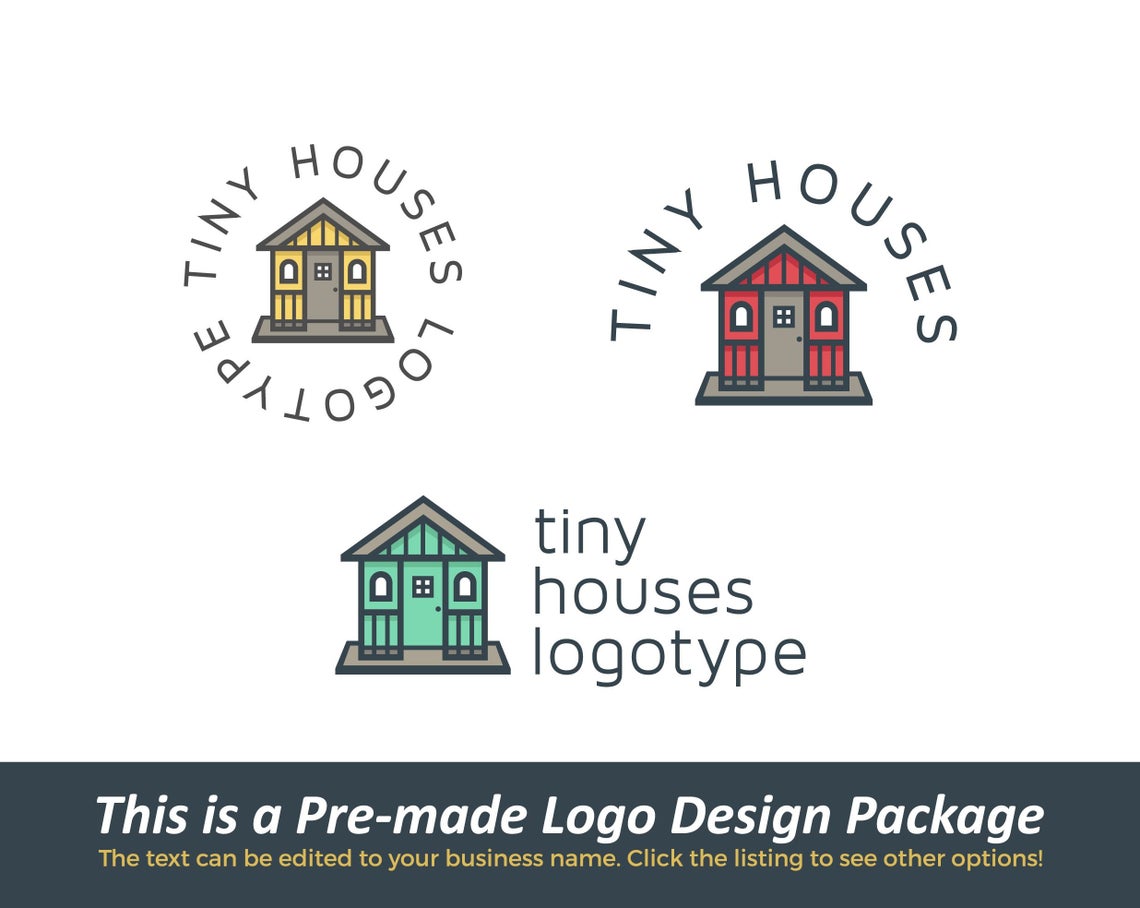 TINY HOUSES LOGOTYPE
TINY HOUSES
tiny
houses
logotype
This is a Pre-made Logo Design Package
The text can be edited to your business name. Click the listing to see other options!